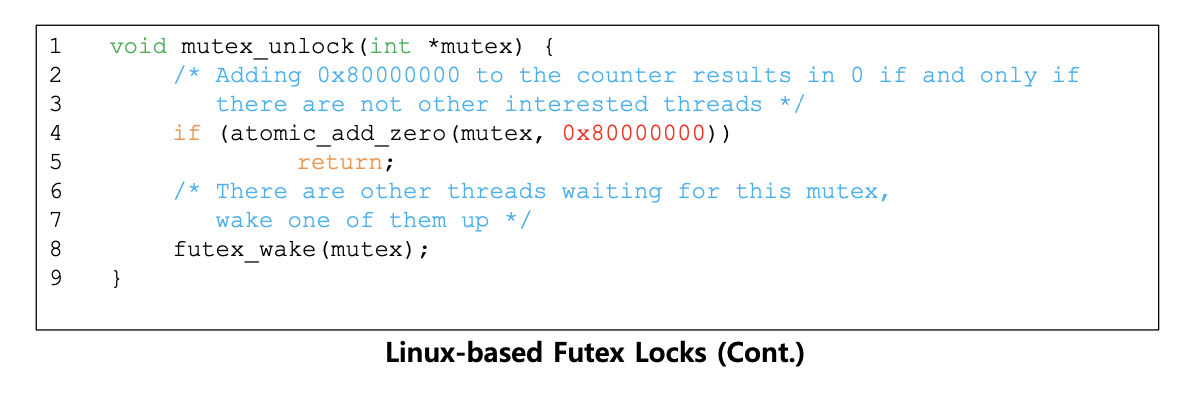 1 void mutex_unlock(int *mutex) {
2 /* Adding 0x80000000 to the counter results in 0 if and only if
3 there are not other interested threads */
4 if (atomic_add_zero(mutex, 0x80000000))
5 return;
6 /* There are other threads waiting for this mutex,
7 wake one of them up */
8 futex_wake(mutex);
9 }
Linux-based Futex Locks (Cont.)